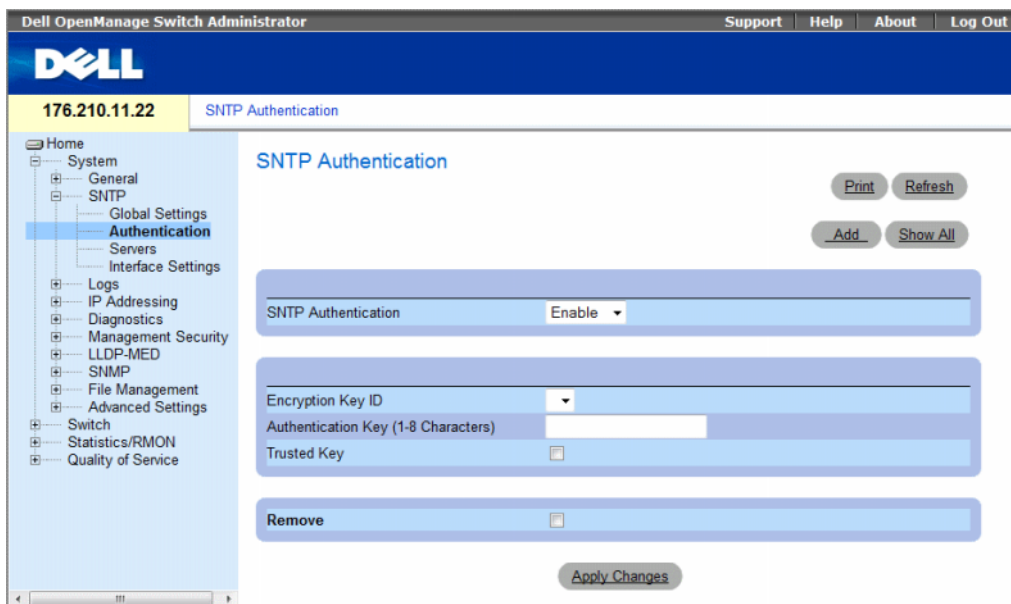 Dell OpenManage Switch Administrator
Support
Help
About
Log Out
DELL
176.210.11.22
SNTP Authentication
Home
System
General
SNTP
Global Settings
Authentication
Servers
Interface Settings
Logs
IP Addressing
Diagnostics
Management Security
LLDP-MED
SNMP
File Management
Advanced Settings
Switch
Statistics/RMON
Quality of Service
SNTP Authentication
Print
Refresh
Add
Show All
SNTP Authentication
Enable
Encryption Key ID
Authentication Key (1-8 Characters)
Trusted Key
Remove
Apply Changes